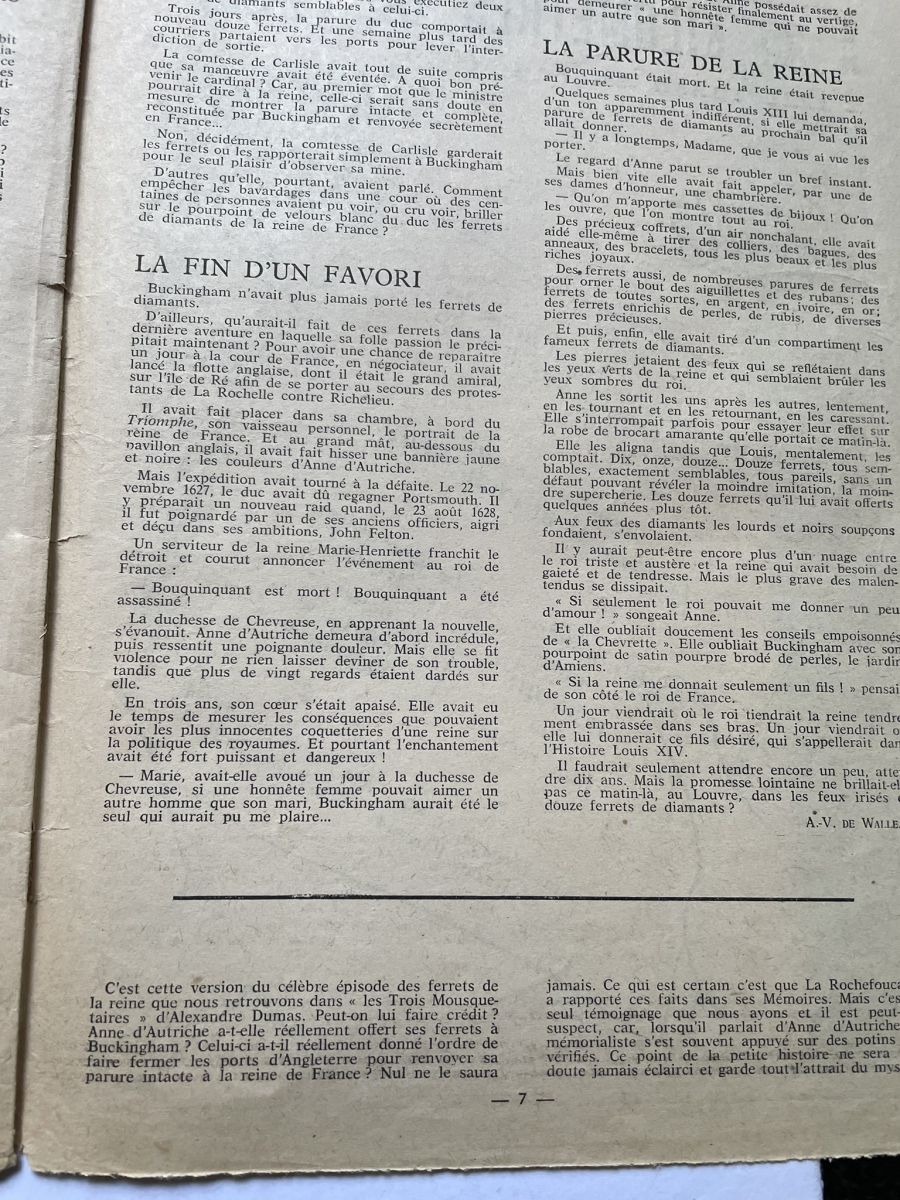 bit
ce
es
ti-
ts
le
?
o
i
i
s
vous exécutiez deux
de diamants semblables à celui-ci.
Trois jours après, la parure du duc comportait à
nouveau douze ferrets. Et une semaine plus tard des
courriers partaient vers les ports pour lever l'inter-
diction de sortie.
La comtesse de Carlisle avait tout de suite compris
que sa manœuvre avait été éventée. A quoi bon pré-
venir le cardinal ? Car, au premier mot que le ministre
pourrait dire à la reine, celle-ci serait sans doute en
mesure de montrer la parure intacte et complète,
reconstituée par Buckingham et renvoyée secrètement
en France...
Non, décidément, la comtesse de Carlisle garderait
les ferrets ou les rapporterait simplement à Buckingham
pour le seul plaisir d'observer sa mine.
D'autres qu'elle, pourtant, avaient parlé. Comment
empêcher les bavardages dans une cour où des cen-
taines de personnes avaient pu voir, ou cru voir, briller
sur le pourpoint de velours blanc du duc les ferrets
de diamants de la reine de France ?
LA FIN D'UN FAVORI
Buckingham n'avait plus jamais porté les ferrets de
diamants.
D'ailleurs, qu'aurait-il fait de ces ferrets dans la
dernière aventure en laquelle sa folle passion le préci-
pitait maintenant ? Pour avoir une chance de reparaître
un jour à la cour de France, en négociateur, il avait
lancé la flotte anglaise, dont il était le grand amiral,
sur l'île de Ré afin de se porter au secours des protes-
tants de La Rochelle contre Richelieu.
Il avait fait placer dans sa chambre, à bord du
Triomphe, son vaisseau personnel, le portrait de la
reine de France. Et au grand mât, au-dessous du
pavillon anglais, il avait fait hisser une bannière jaune
et noire : les couleurs d'Anne d'Autriche.
Mais l'expédition avait tourné à la défaite. Le 22 no-
vembre 1627, le duc avait dû regagner Portsmouth. Il
y préparait un nouveau raid quand, le 23 août 1628,
il fut poignardé par un de ses anciens officiers, aigri
et déçu dans ses ambitions, John Felton.
Un serviteur de la reine Marie-Henriette franchit le
détroit et courut annoncer l'événement au roi de
France :
— Bouquinquant est mort ! Bouquinquant a été
assassiné !
La duchesse de Chevreuse, en apprenant la nouvelle,
s'évanouit. Anne d'Autriche demeura d'abord incrédule,
puis ressentit une poignante douleur. Mais elle se fit
violence pour ne rien laisser deviner de son trouble,
tandis que plus de vingt regards étaient dardés sur
elle.
En trois ans, son cœur s'était apaisé. Elle avait eu
le temps de mesurer les conséquences que pouvaient
avoir les plus innocentes coquetteries d'une reine sur
la politique des royaumes. Et pourtant l'enchantement
avait été fort puissant et dangereux !
— Marie, avait-elle avoué un jour à la duchesse de
Chevreuse, si une honnête femme pouvait aimer un
autre homme que son mari, Buckingham aurait été le
seul qui aurait pu me plaire...
Anne possédait assez de
pour résister finalement au vertige,
pour demeurer « une honnête femme qui ne pouvait
aimer un autre que son mari ».
LA PARURE DE LA REINE
Bouquinquant était mort. Et la reine était revenue
au Louvre.
Quelques semaines plus tard Louis XIII lui demanda,
d'un ton apparemment indifférent, si elle mettrait sa
parure de ferrets de diamants au prochain bal qu'il
allait donner.
— Il y a longtemps, Madame, que je vous ai vue les
porter.
Le regard d'Anne parut se troubler un bref instant.
Mais bien vite elle avait fait appeler, par une de
ses dames d'honneur, une chambrière.
— Qu'on m'apporte mes cassettes de bijoux ! Qu'on
les ouvre, que l'on montre tout au roi.
Des précieux coffrets, d'un air nonchalant, elle avait
aidé elle-même à tirer des colliers, des bagues, des
anneaux, des bracelets, tous les plus beaux et les plus
riches joyaux.
Des ferrets aussi, de nombreuses parures de ferrets
pour orner le bout des aiguillettes et des rubans ; des
ferrets de toutes sortes, en argent, en ivoire, en or ;
des ferrets enrichis de perles, de rubis, de diverses
pierres précieuses.
Et puis, enfin, elle avait tiré d'un compartiment les
fameux ferrets de diamants.
Les pierres jetaient des feux qui se reflétaient dans
les yeux verts de la reine et qui semblaient brûler les
yeux sombres du roi.
Anne les sortit les uns après les autres, lentement,
en les tournant et en les retournant, en les caressant.
Elle s'interrompait parfois pour essayer leur effet sur
la robe de brocart amarante qu'elle portait ce matin-là.
Elle les aligna tandis que Louis, mentalement, les
comptait. Dix, onze, douze... Douze ferrets, tous sem-
blables, exactement semblables, tous pareils, sans un
défaut pouvant révéler la moindre imitation, la moin-
dre supercherie. Les douze ferrets qu'il lui avait offerts
quelques années plus tôt.
Aux feux des diamants les lourds et noirs soupçons
fondaient, s'envolaient.
Il y aurait peut-être encore plus d'un nuage entre
le roi triste et austère et la reine qui avait besoin de
gaieté et de tendresse. Mais le plus grave des malen-
tendus se dissipait.
« Si seulement le roi pouvait me donner un peu
d'amour ! » songeait Anne.
Et elle oubliait doucement les conseils empoisonnés
de « la Chevrette ». Elle oubliait Buckingham avec son
pourpoint de satin pourpre brodé de perles, le jardin
d'Amiens.
« Si la reine me donnait seulement un fils ! » pensai
de son côté le roi de France.
Un jour viendrait où le roi tiendrait la reine tendre
ment embrassée dans ses bras. Un jour viendrait o
elle lui donnerait ce fils désiré, qui s'appellerait dan
l'Histoire Louis XIV.
Il faudrait seulement attendre encore un peu, atte
dre dix ans. Mais la promesse lointaine ne brillait-el
pas ce matin-là, au Louvre, dans les feux irisés
douze ferrets de diamants ?
A.-V. DE WALLE
C'est cette version du célèbre épisode des ferrets de
la reine que nous retrouvons dans « les Trois Mousque-
taires » d'Alexandre Dumas. Peut-on lui faire crédit ?
Anne d'Autriche a-t-elle réellement offert ses ferrets à
Buckingham ? Celui-ci a-t-il réellement donné l'ordre de
faire fermer les ports d'Angleterre pour renvoyer sa
parure intacte à la reine de France ? Nul ne le saura
jamais. Ce qui est certain c'est que La Rochefouca
a rapporté ces faits dans ses Mémoires. Mais c'es
seul témoignage que nous ayons et il est peut-
suspect, car, lorsqu'il parlait d'Anne d'Autriche
mémorialiste s'est souvent appuyé sur des potins
vérifiés. Ce point de la petite histoire ne sera
doute jamais éclairci et garde tout l'attrait du mys
— 7 —